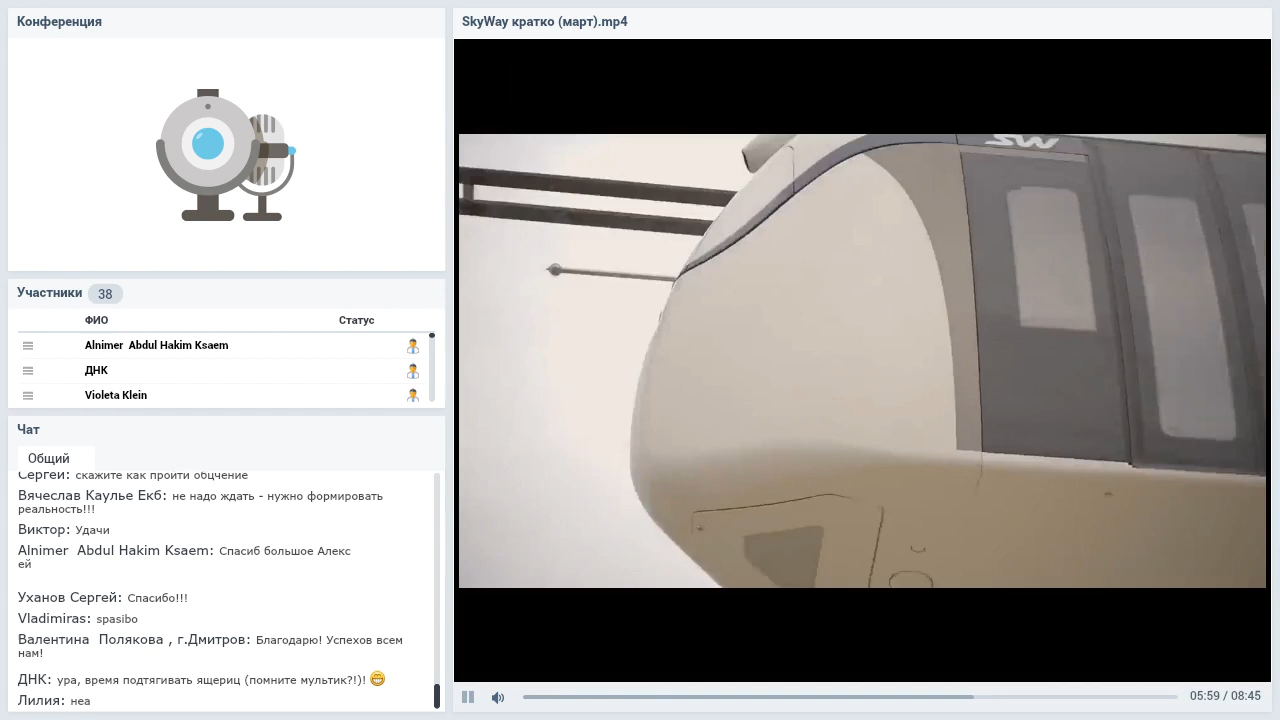 Конференция
SkyWay кратко (март).mp4
SW
Участники 38
ФИО Статус
Alnimer Abdul Hakim Ksaem
ДНК
Violeta Klein
Чат
Общий
Сергей: скажите как пройти обцчение
Вячеслав Каулье Екб: не надо ждать - нужно формировать
реальность!!!
Виктор: Удачи
Alnimer Abdul Hakim Ksaem: Спасиб большое Алекс
ей
Уханов Сергей: Спасибо!!!
Vladimiras: spasibo
Валентина Полякова , г.Дмитров: Благодарю! Успехов всем
нам!
ДНК: ура, время подтягивать ящериц (помните мультик?!)! 😁
Лилия: неа
05:59 / 08:45